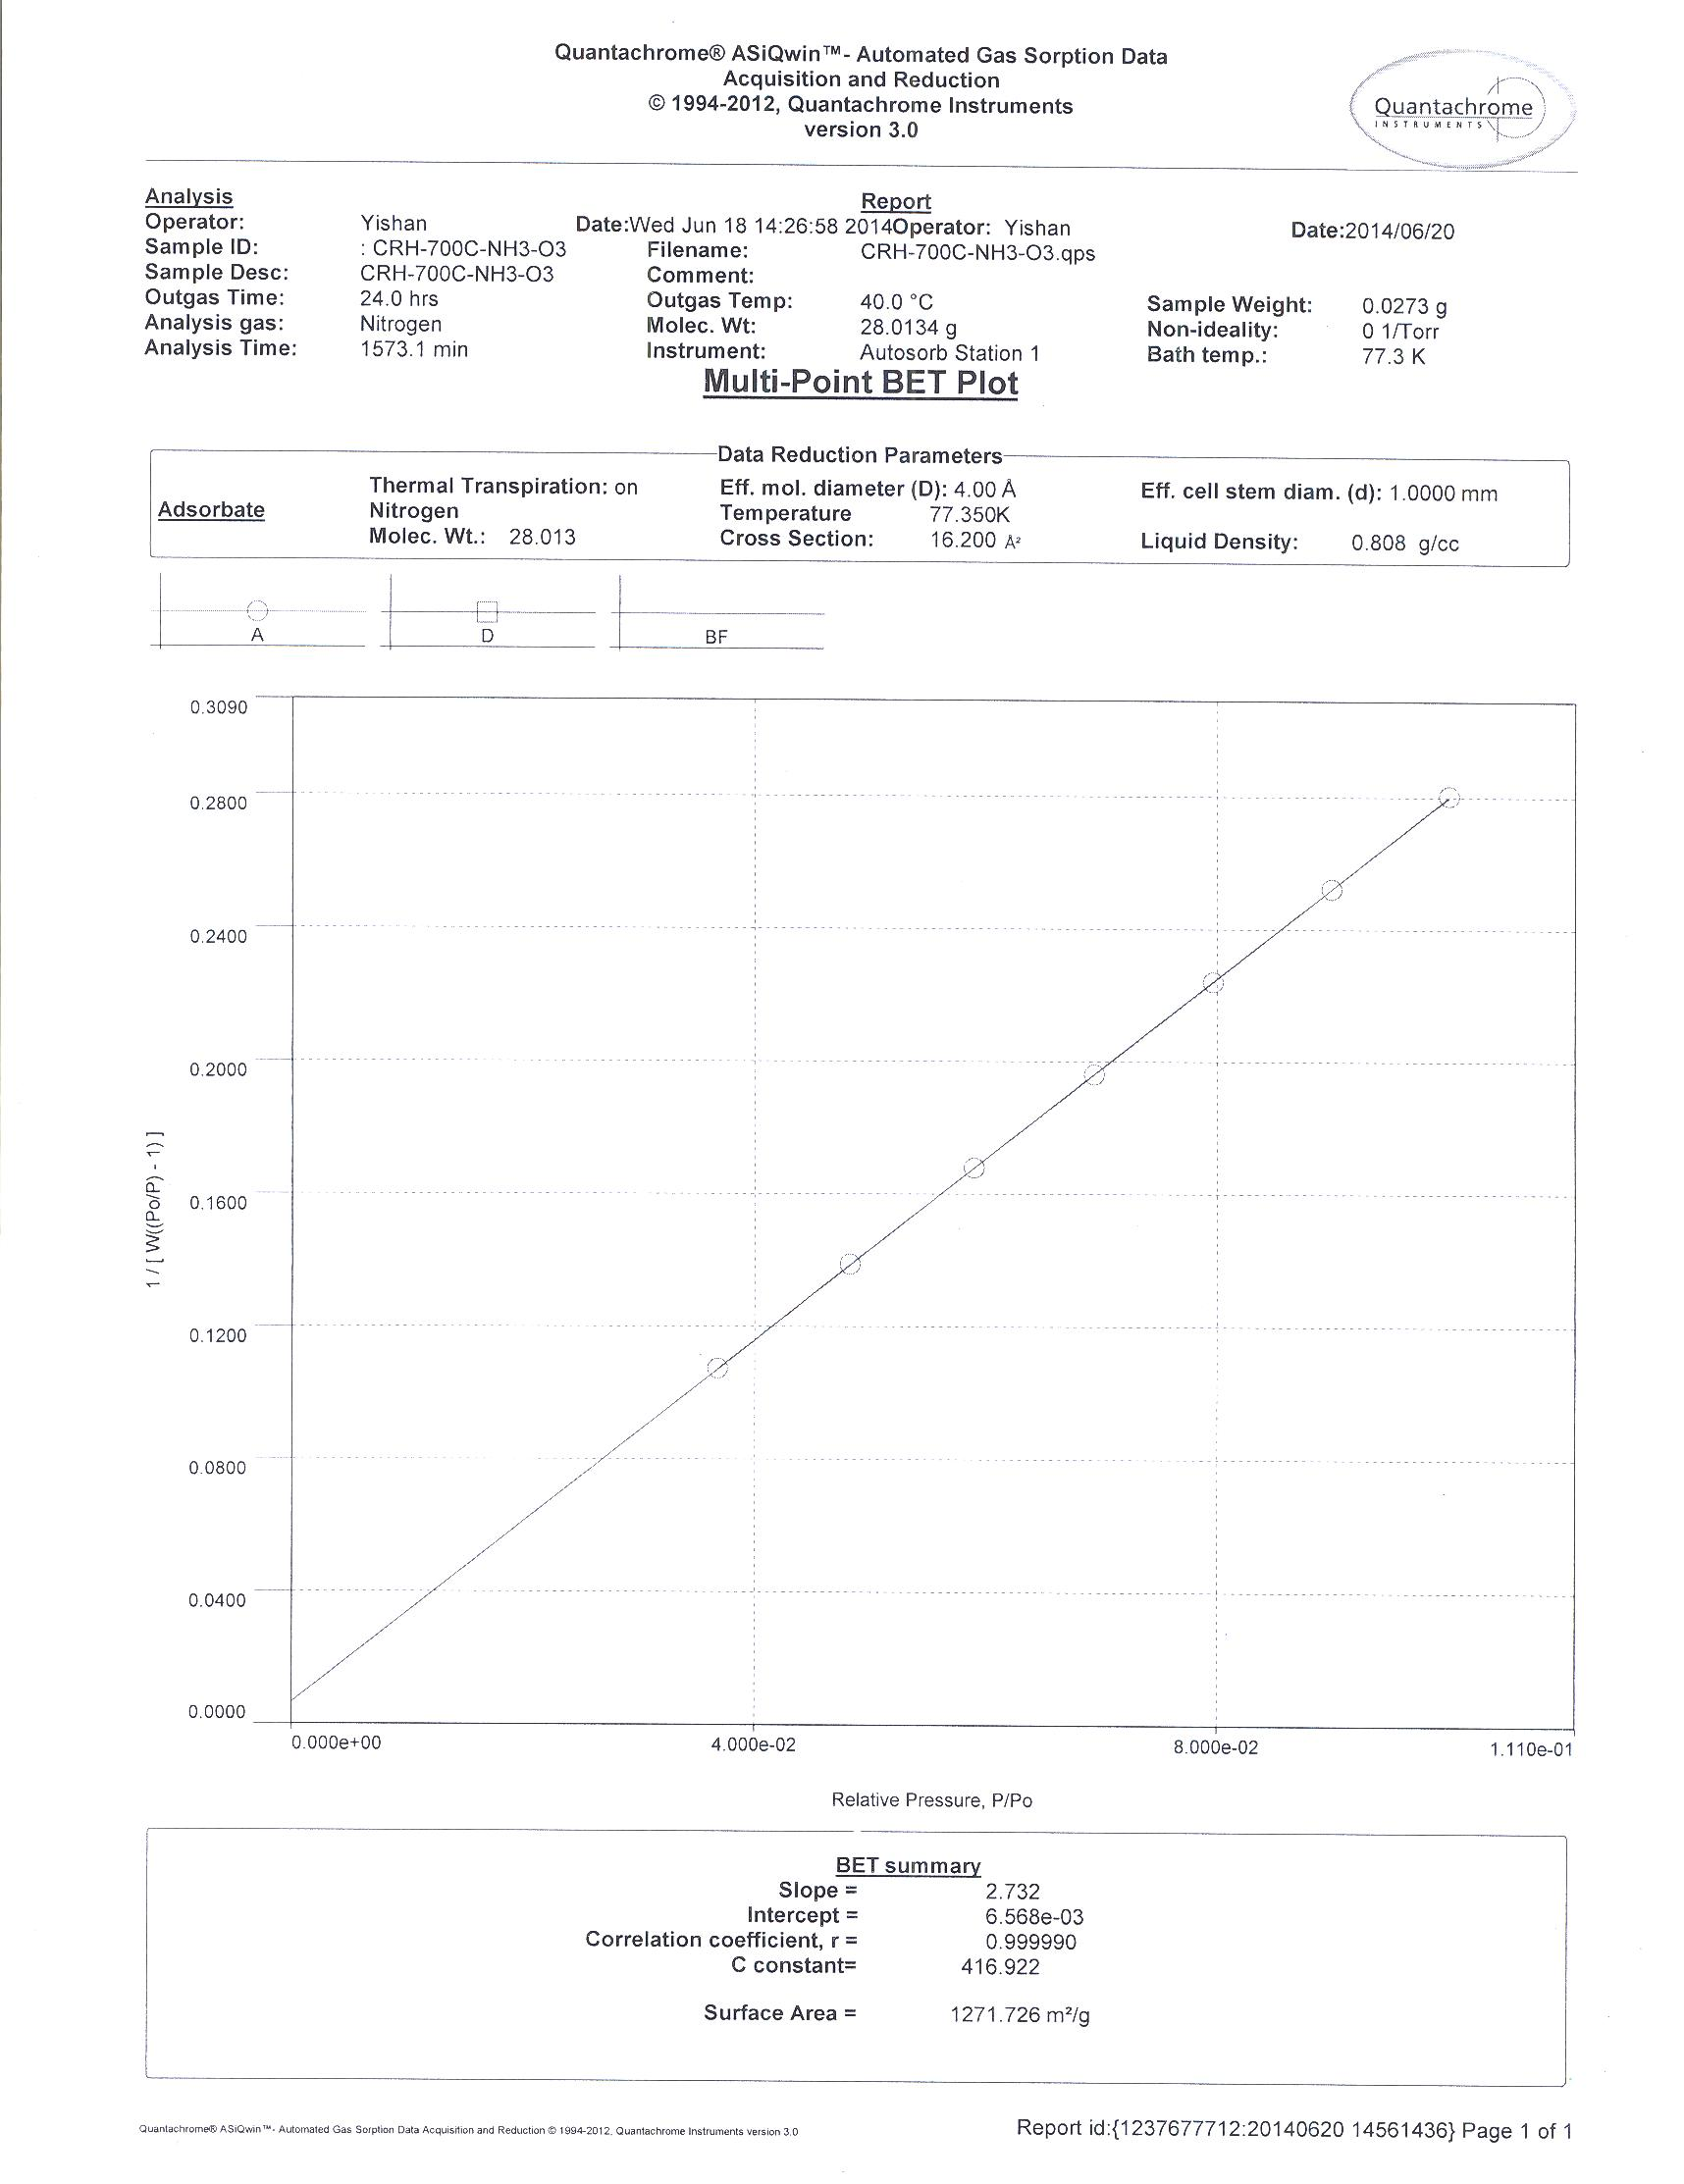 Quantachrome® ASiQwin™- Automated Gas Sorption Data
Acquisition and Reduction
© 1994-2012, Quantachrome Instruments
version 3.0
Quantachrome
INSTRUMENTS
Analysis Report
Operator: Yishan Date:Wed Jun 18 14:26:58 2014Operator: Yishan Date:2014/06/20
Sample ID: : CRH-700C-NH3-O3 Filename: CRH-700C-NH3-O3.qps
Sample Desc: CRH-700C-NH3-O3 Comment:
Outgas Time: 24.0 hrs Outgas Temp: 40.0 °C Sample Weight: 0.0273 g
Analysis gas: Nitrogen Molec. Wt: 28.0134 g Non-ideality: 0 1/Torr
Analysis Time: 1573.1 min Instrument: Autosorb Station 1 Bath temp.: 77.3 K
Multi-Point BET Plot
Data Reduction Parameters
Thermal Transpiration: on Eff. mol. diameter (D): 4.00 Å Eff. cell stem diam. (d): 1.0000 mm
Adsorbate Nitrogen Temperature 77.350K
Molec. Wt.: 28.013 Cross Section: 16.200 Å² Liquid Density: 0.808 g/cc
A D BF
0.3090
0.2800
0.2400
0.2000
0.1600
0.1200
0.0800
0.0400
0.0000
1 / [ W((Po/P) - 1) ]
0.000e+00 4.000e-02 8.000e-02 1.110e-01
Relative Pressure, P/Po
BET summary
Slope = 2.732
Intercept = 6.568e-03
Correlation coefficient, r = 0.999990
C constant= 416.922
Surface Area = 1271.726 m²/g
Quantachrome® ASiQwin™- Automated Gas Sorption Data Acquisition and Reduction © 1994-2012, Quantachrome Instruments version 3.0
Report id:{1237677712:20140620 14561436} Page 1 of 1